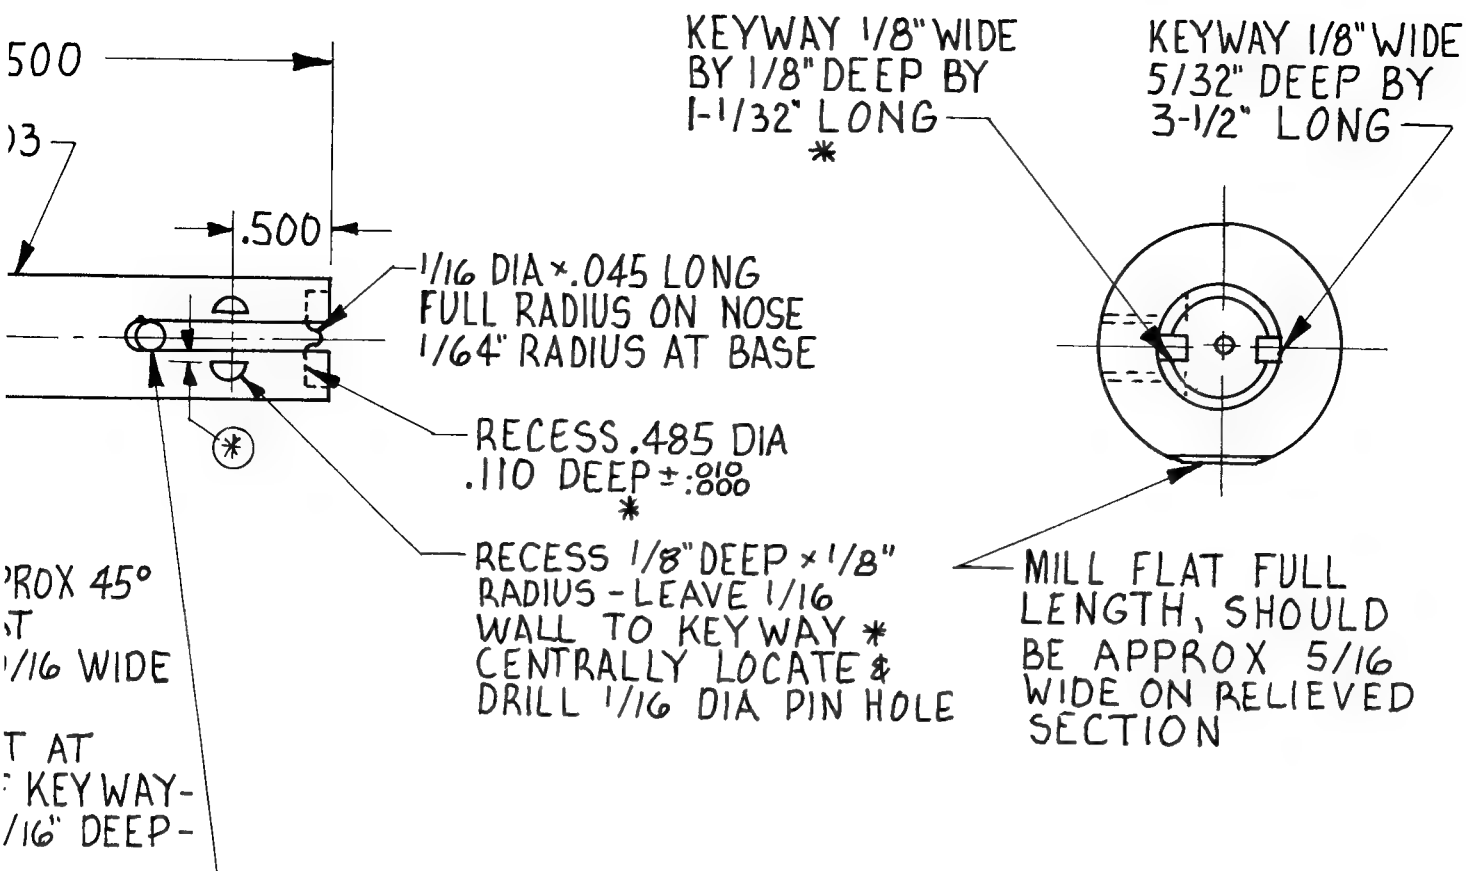 500
03
.500
KEYWAY 1/8" WIDE
BY 1/8" DEEP BY
1-1/32" LONG
*
KEYWAY 1/8" WIDE
5/32" DEEP BY
3-1/2" LONG
1/16 DIA × .045 LONG
FULL RADIUS ON NOSE
1/64" RADIUS AT BASE
*
RECESS .485 DIA
.110 DEEP ± .010
.000
*
RECESS 1/8" DEEP × 1/8"
RADIUS - LEAVE 1/16
WALL TO KEYWAY *
CENTRALLY LOCATE &
DRILL 1/16 DIA PIN HOLE
MILL FLAT FULL
LENGTH, SHOULD
BE APPROX 5/16
WIDE ON RELIEVED
SECTION
PROX 45°
ST
/16 WIDE
T AT
F KEYWAY-
/16" DEEP-